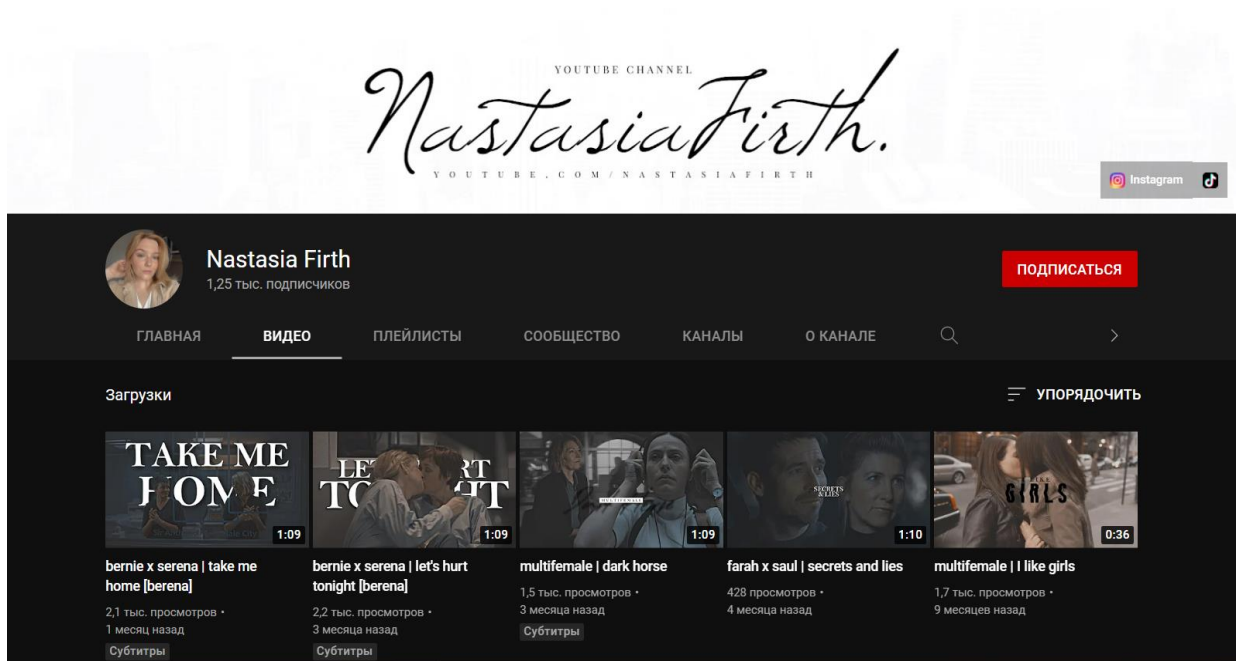 YOUTUBE CHANNEL
NastasiaFirth.
YOUTUBE.COM/NASTASIAFIRTH
Instagram
Nastasia Firth
1,25 тыс. подписчиков
ПОДПИСАТЬСЯ
ГЛАВНАЯ ВИДЕО ПЛЕЙЛИСТЫ СООБЩЕСТВО КАНАЛЫ О КАНАЛЕ
Загрузки
УПОРЯДОЧИТЬ
TAKE ME
HOME
1:09
bernie x serena | take me
home [berena]
2,1 тыс. просмотров •
1 месяц назад
Субтитры
1:09
bernie x serena | let's hurt
tonight [berena]
2,2 тыс. просмотров •
3 месяца назад
Субтитры
MULTIFEMALE
1:09
multifemale | dark horse
1,5 тыс. просмотров •
3 месяца назад
Субтитры
SECRETS
& LIES
1:10
farah x saul | secrets and lies
428 просмотров •
4 месяца назад
GIRLS
0:36
multifemale | I like girls
1,7 тыс. просмотров •
9 месяцев назад